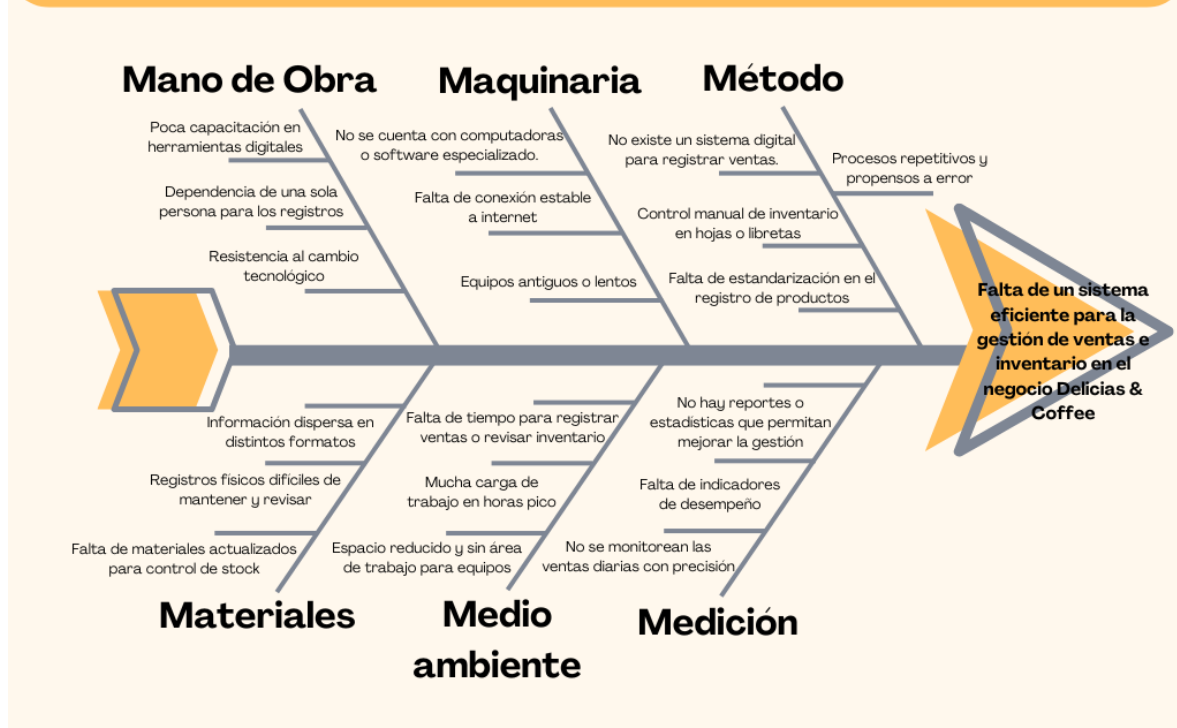 Mano de Obra
Poca capacitación en
herramientas digitales
Dependencia de una sola
persona para los registros
Resistencia al cambio
tecnológico
Maquinaria
No se cuenta con computadoras
o software especializado.
Falta de conexión estable
a internet
Equipos antiguos o lentos
Método
No existe un sistema digital
para registrar ventas.
Procesos repetitivos y
propensos a error
Control manual de inventario
en hojas o libretas
Falta de estandarización en el
registro de productos
Falta de un sistema
eficiente para la
gestión de ventas e
inventario en el
negocio Delicias &
Coffee
Información dispersa en
distintos formatos
Registros físicos difíciles de
mantener y revisar
Falta de materiales actualizados
para control de stock
Materiales
Falta de tiempo para registrar
ventas o revisar inventario
Mucha carga de
trabajo en horas pico
Espacio reducido y sin área
de trabajo para equipos
Medio
ambiente
No hay reportes o
estadísticas que permitan
mejorar la gestión
Falta de indicadores
de desempeño
No se monitorean las
ventas diarias con precisión
Medición